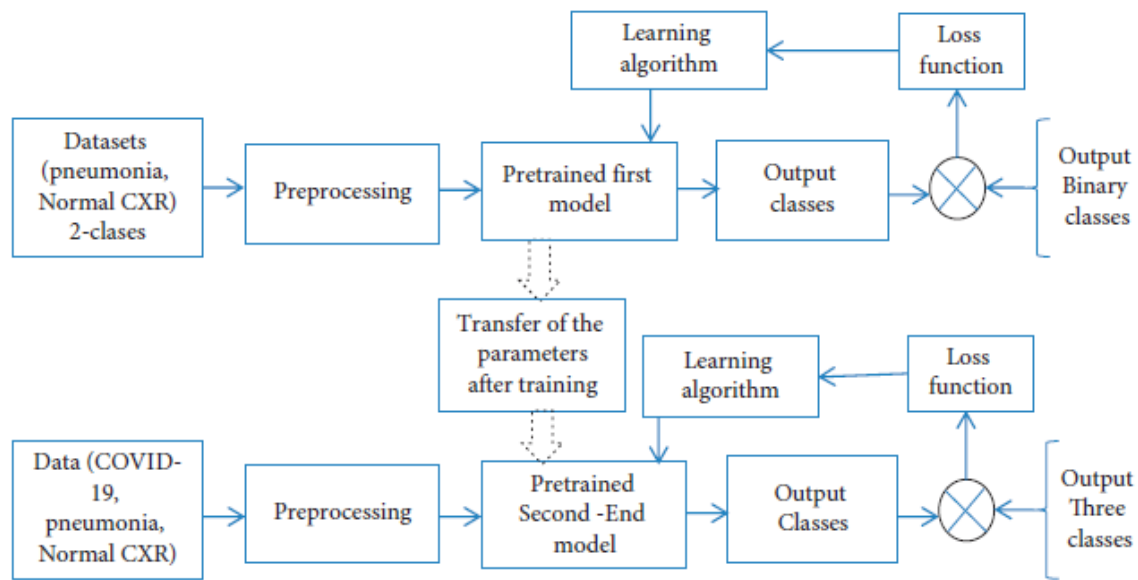 Learning
algorithm
Loss
function
Datasets
(pneumonia,
Normal CXR)
2-clases
Preprocessing
Pretrained first
model
Output
classes
Output
Binary
classes
Transfer of the
parameters
after training
Learning
algorithm
Loss
function
Data (COVID-
19,
pneumonia,
Normal CXR)
Preprocessing
Pretrained
Second -End
model
Output
Classes
Output
Three
classes